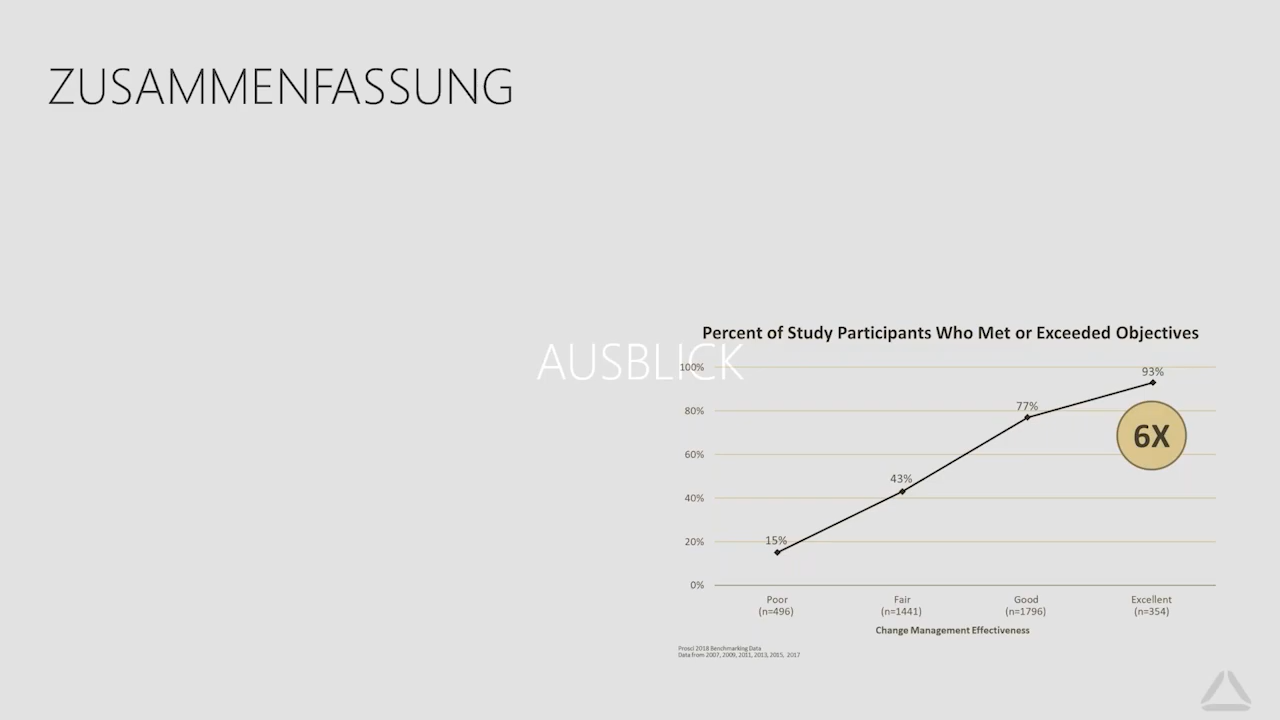 ZUSAMMENFASSUNG
AUSBLICK
Percent of Study Participants Who Met or Exceeded Objectives
100%
80%
60%
40%
20%
0%
15%
43%
77%
93%
6X
Poor
(n=496)
Fair
(n=1441)
Good
(n=1796)
Excellent
(n=354)
Change Management Effectiveness
Prosci 2018 Benchmarking Data
Data from 2007, 2009, 2011, 2013, 2015, 2017